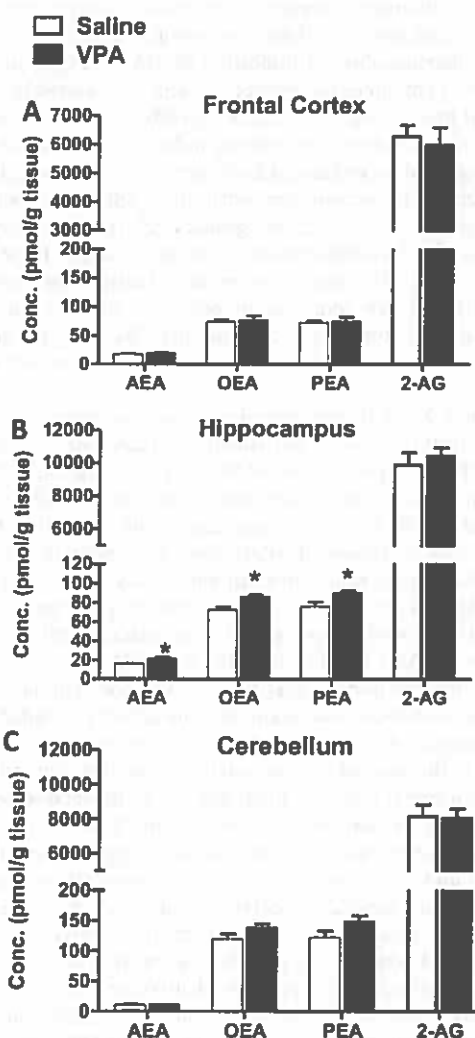 Saline
VPA
A
Frontal Cortex
Conc. (pmol/g tissue)
7000
6000
5000
4000
3000
200
150
100
50
0
AEA OEA PEA 2-AG
B
Hippocampus
Conc. (pmol/g tissue)
12000
10000
8000
6000
120
100
80
60
40
20
0
*
*
*
AEA OEA PEA 2-AG
C
Cerebellum
Conc. (pmol/g tissue)
12000
10000
8000
6000
200
150
100
50
0
AEA OEA PEA 2-AG